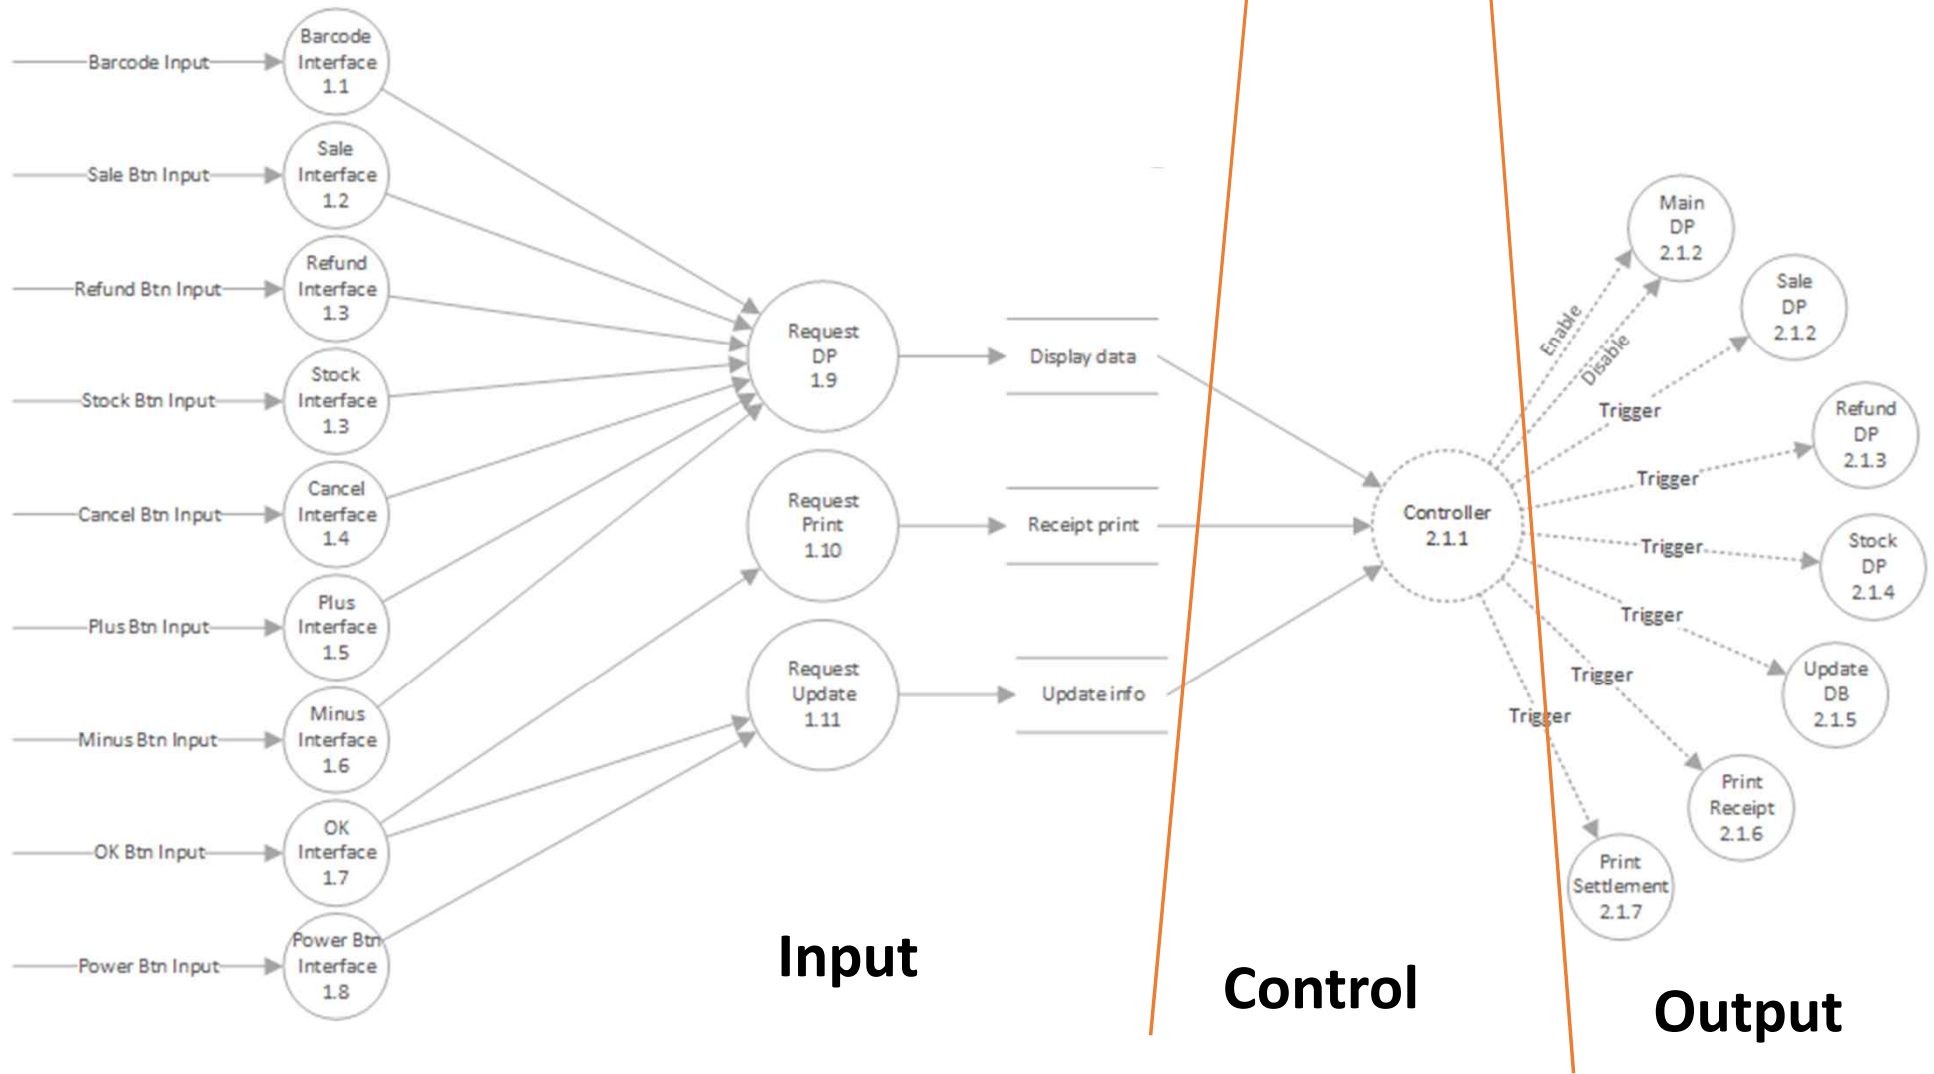 Barcode Input
Barcode
Interface
1.1
Sale Btn Input
Sale
Interface
1.2
Refund Btn Input
Refund
Interface
1.3
Stock Btn Input
Stock
Interface
1.3
Cancel Btn Input
Cancel
Interface
1.4
Plus Btn Input
Plus
Interface
1.5
Minus Btn Input
Minus
Interface
1.6
OK Btn Input
OK
Interface
1.7
Power Btn Input
Power Btn
Interface
1.8
Request
DP
1.9
Request
Print
1.10
Request
Update
1.11
Display data
Receipt print
Update info
Controller
2.1.1
Enable
Disable
Trigger
Trigger
Trigger
Trigger
Trigger
Trigger
Main
DP
2.1.2
Sale
DP
2.1.2
Refund
DP
2.1.3
Stock
DP
2.1.4
Update
DB
2.1.5
Print
Receipt
2.1.6
Print
Settlement
2.1.7
Input
Control
Output